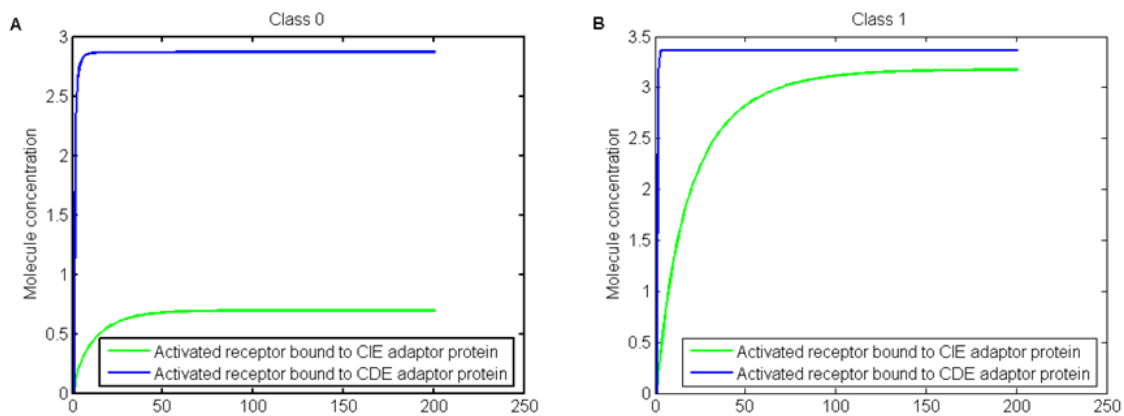 A
Class 0
Molecule concentration
3
2.5
2
1.5
1
0.5
0
0 50 100 150 200 250
Activated receptor bound to CIE adaptor protein
Activated receptor bound to CDE adaptor protein
B
Class 1
Molecule concentration
3.5
3
2.5
2
1.5
1
0.5
0
0 50 100 150 200 250
Activated receptor bound to CIE adaptor protein
Activated receptor bound to CDE adaptor protein